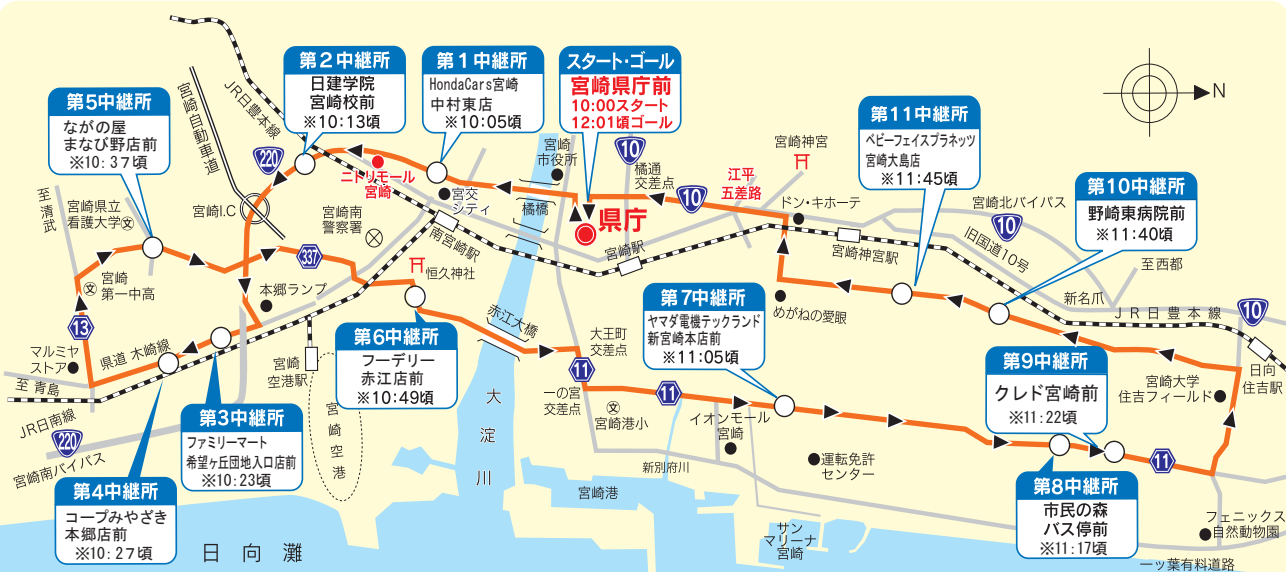 スタート・ゴール
宮崎県庁前
10:00スタート
12:01頃ゴール
第1中継所
HondaCars宮崎
中村東店
※10:05頃
第2中継所
日建学院
宮崎校前
※10:13頃
第5中継所
ながの屋
まなび野店前
※10:37頃
第11中継所
ベビーフェイスプラネッツ
宮崎大島店
※11:45頃
第10中継所
野崎東病院前
※11:40頃
第7中継所
ヤマダ電機テックランド
新宮崎本店前
※11:05頃
第6中継所
フーデリー
赤江店前
※10:49頃
第9中継所
クレド宮崎前
※11:22頃
第3中継所
ファミリーマート
希望ヶ丘団地入口店前
※10:23頃
第4中継所
コープみやざき
本郷店前
※10:27頃
第8中継所
市民の森
バス停前
※11:17頃
N
JR日豊本線
宮崎自動車道
220
ニトリモール
宮崎
宮崎
市役所
10
橘通
交差点
宮崎神宮
江平
五差路
10
ドン・キホーテ
宮崎北バイパス
10
旧国道10号
至西都
至清武
宮崎県立
看護大学
文
宮崎I.C
宮崎南
警察署
宮交
シティ
橘橋
県庁
南宮崎駅
宮崎駅
宮崎神宮駅
新名爪
JR日豊本線
10
337
恒久神社
文
宮崎
第一中高
本郷ランプ
赤江大橋
めがねの愛眼
13
県道 木崎線
マルミヤ
ストア
至青島
宮崎
空港駅
大王町
交差点
11
日向
住吉駅
宮崎大学
住吉フィールド
JR日南線
220
宮崎南バイパス
宮崎空港
大淀川
一の宮
交差点
文
宮崎港小
11
イオンモール
宮崎
新別府川
運転免許
センター
11
宮崎港
サン
マリーナ
宮崎
フェニックス
自然動物園
一ッ葉有料道路
日向灘